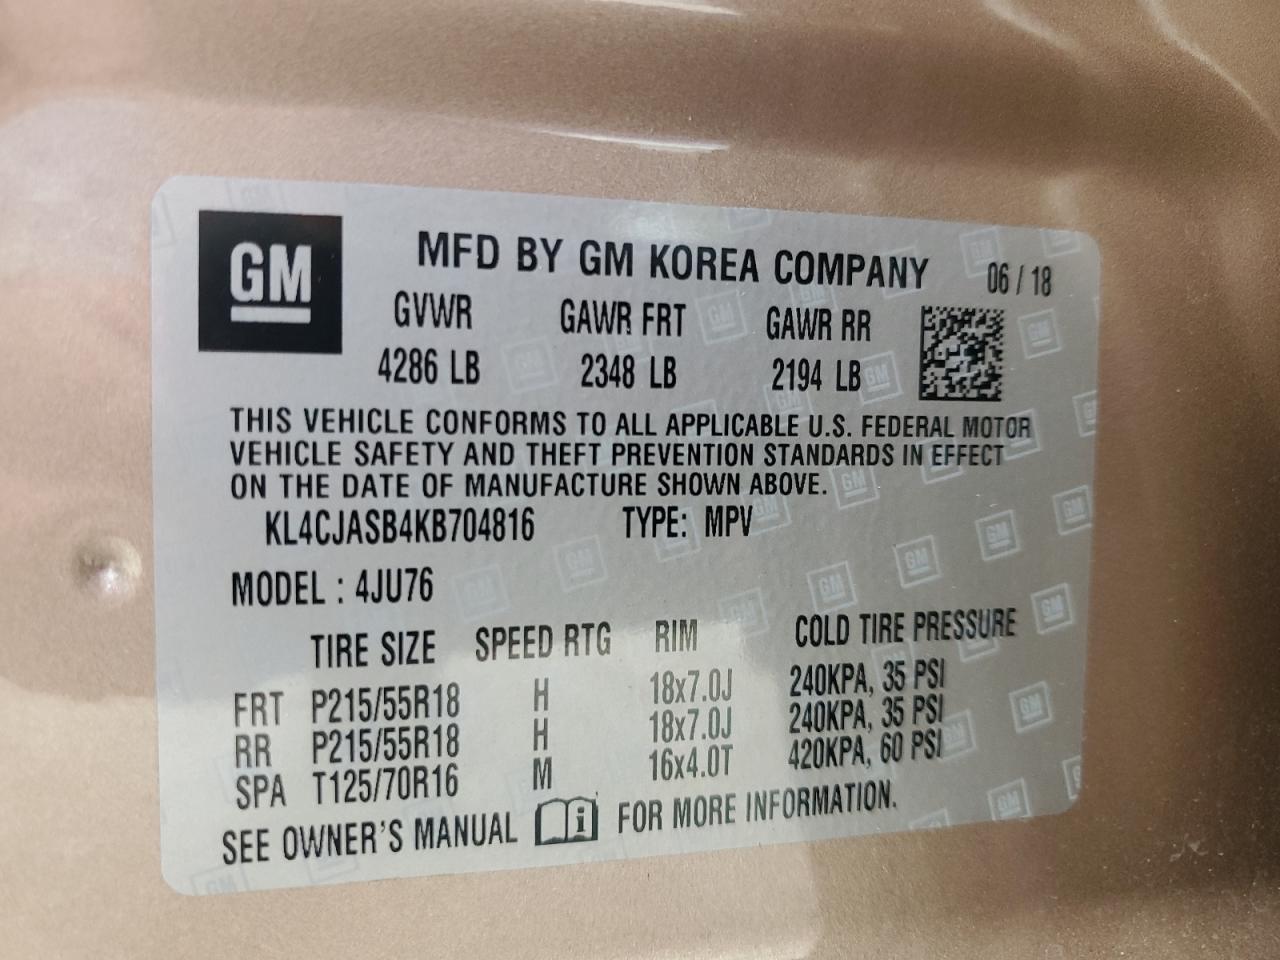 GM
MFD BY GM KOREA COMPANY 06 / 18
GVWR GAWR FRT GAWR RR
4286 LB 2348 LB 2194 LB
THIS VEHICLE CONFORMS TO ALL APPLICABLE U.S. FEDERAL MOTOR
VEHICLE SAFETY AND THEFT PREVENTION STANDARDS IN EFFECT
ON THE DATE OF MANUFACTURE SHOWN ABOVE.
KL4CJASB4KB704816 TYPE: MPV
MODEL : 4JU76
TIRE SIZE SPEED RTG RIM COLD TIRE PRESSURE
FRT P215/55R18 H 18x7.0J 240KPA, 35 PSI
RR P215/55R18 H 18x7.0J 240KPA, 35 PSI
SPA T125/70R16 M 16x4.0T 420KPA, 60 PSI
SEE OWNER'S MANUAL i FOR MORE INFORMATION.